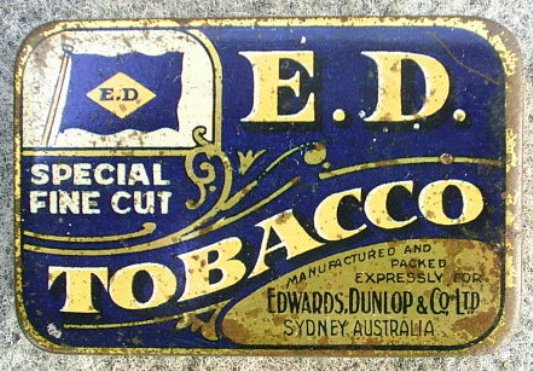 E.D
E.D.
SPECIAL
FINE CUT
TOBACCO
MANUFACTURED AND
PACKED
EXPRESSLY FOR
EDWARDS, DUNLOP & CO. LTD
SYDNEY, AUSTRALIA